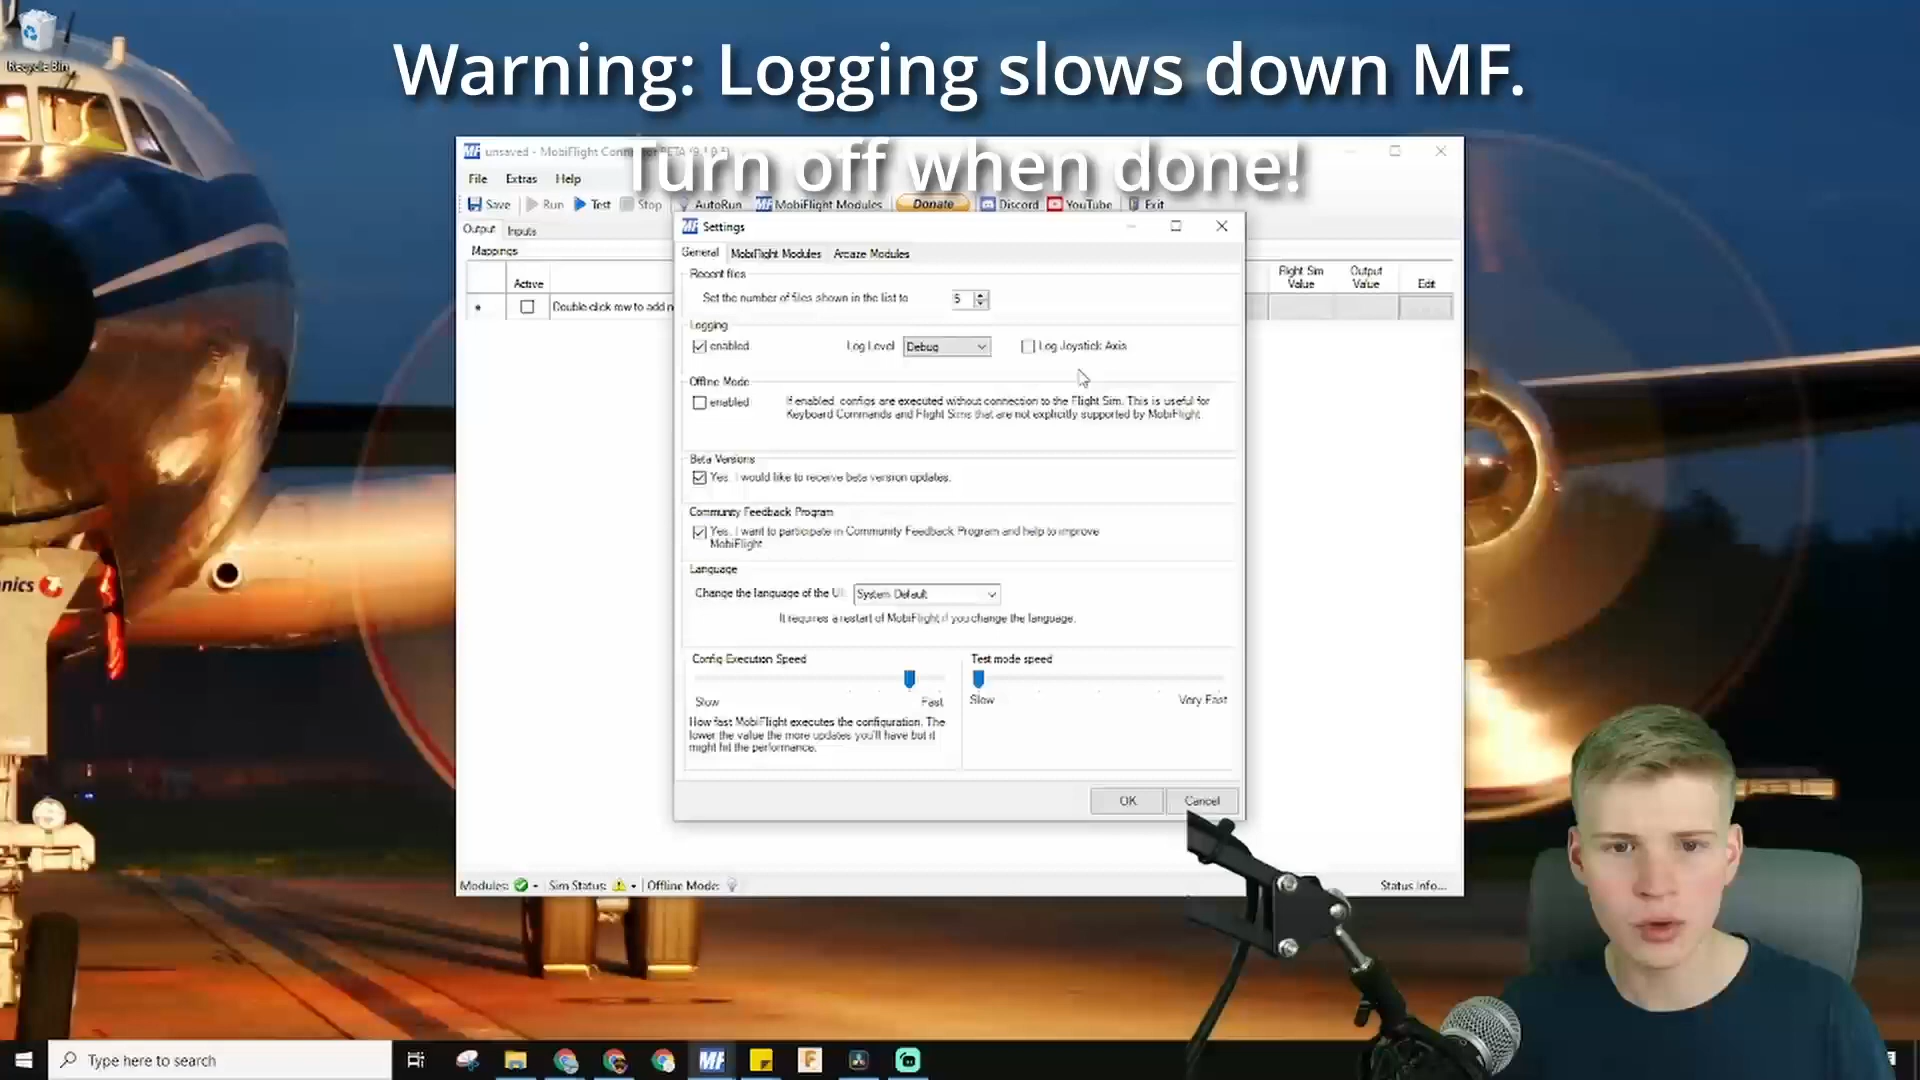 Warning: Logging slows down MF.
Turn off when done!
Recycle Bin
MF unsaved - MobiFlight Connector BETA (9.1.0.5)
File Extras Help
Save Run Test Stop AutoRun MF MobiFlight Modules Donate Discord YouTube Exit
Output Inputs
Mappings
Active
Flight Sim Value
Output Value
Edit
Double click row to add n
MF Settings
General MobiFlight Modules Arcaze Modules
Recent files
Set the number of files shown in the list to 5
Logging
enabled Log Level Debug Log Joystick Axis
Offline Mode
enabled
If enabled, configs are executed without connection to the Flight Sim. This is useful for
Keyboard Commands and Flight Sims that are not explicitly supported by MobiFlight
Beta Versions
Yes, I would like to receive beta version updates.
Community Feedback Program
Yes, I want to participate in Community Feedback Program and help to improve
MobiFlight
Language
Change the language of the UI: System Default
It requires a restart of MobiFlight if you change the language.
Config Execution Speed
Slow Fast
How fast MobiFlight executes the configuration. The
lower the value the more updates you'll have but it
might hit the performance.
Test mode speed
Slow Very Fast
OK Cancel
Modules: Sim Status: Offline Mode: Status Info...
nics
Type here to search
MF
F